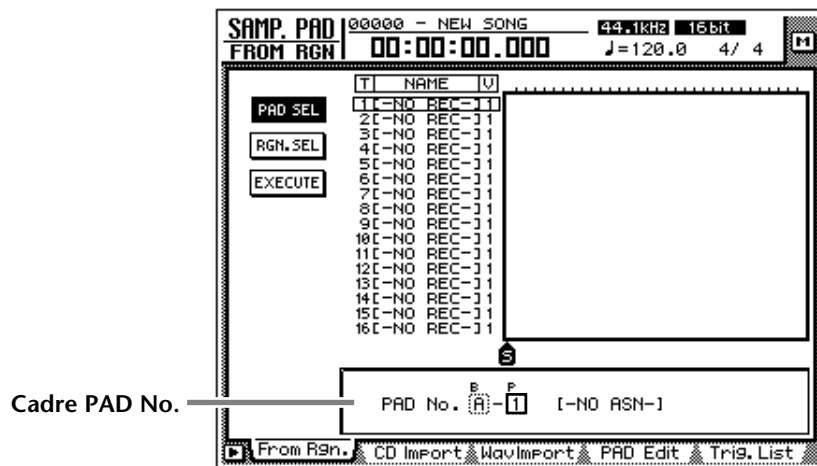 SAMP. PAD 00000 - NEW SONG 44.1kHz 16bit
FROM RGN 00:00:00.000 ♩=120.0 4/ 4 M
T NAME V
PAD SEL
RGN.SEL
EXECUTE
1[-NO REC-]1
2[-NO REC-]1
3[-NO REC-]1
4[-NO REC-]1
5[-NO REC-]1
6[-NO REC-]1
7[-NO REC-]1
8[-NO REC-]1
9[-NO REC-]1
10[-NO REC-]1
11[-NO REC-]1
12[-NO REC-]1
13[-NO REC-]1
14[-NO REC-]1
15[-NO REC-]1
16[-NO REC-]1
S
B P
Cadre PAD No. PAD No. A-1 [-NO ASN-]
From Rgn. CD Import WavImport PAD Edit Trig.List